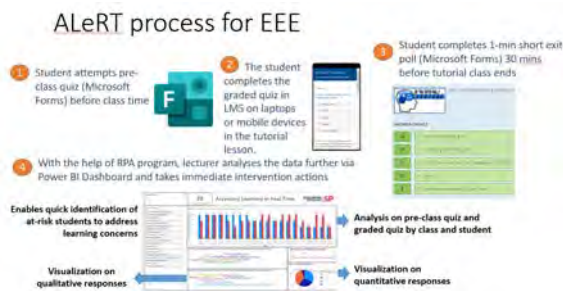 ALeRT process for EEE
1
Student attempts pre-
class quiz (Microsoft
Forms) before class time
F
2
The student
completes the
graded quiz in
LMS on laptops
or mobile devices
in the tutorial
lesson.
3
Student completes 1-min short exit
poll (Microsoft Forms) 30 mins
before tutorial class ends
4
With the help of RPA program, lecturer analyses the data further via
Power BI Dashboard and takes immediate intervention actions
Enables quick identification of
at-risk students to address
learning concerns
Analysis on pre-class quiz and
graded quiz by class and student
Visualization on
qualitative responses
Visualization on
quantitative responses